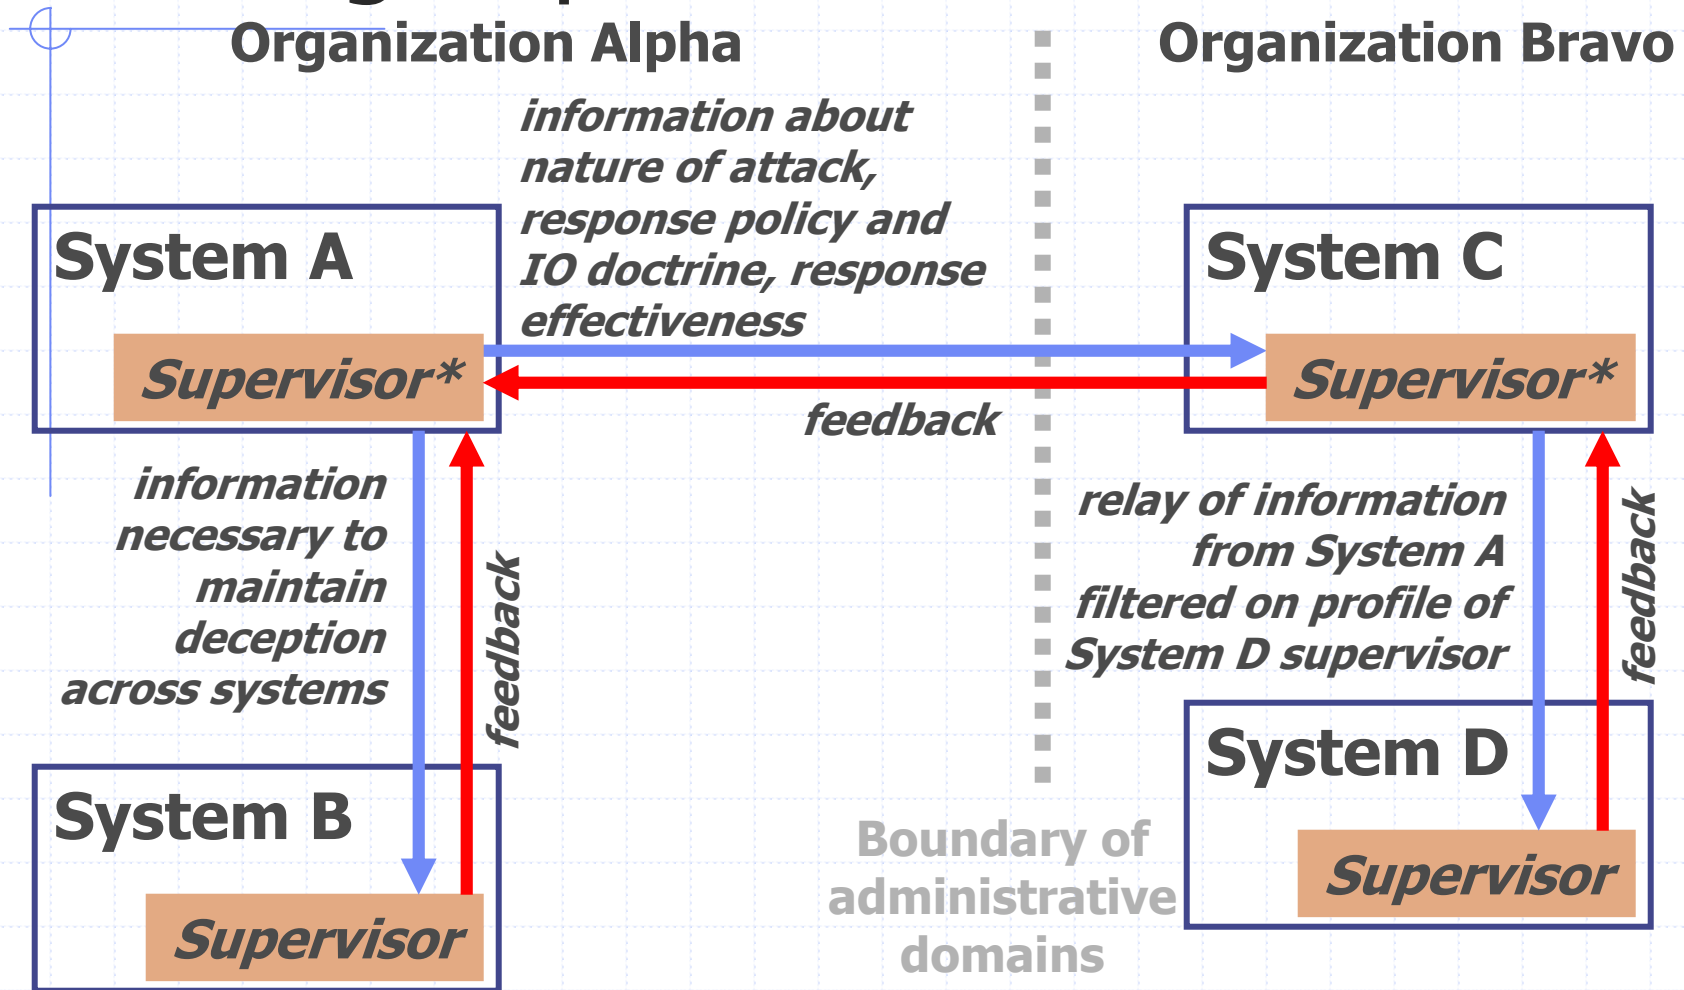 Organization Alpha
Organization Bravo
information about
nature of attack,
response policy and
IO doctrine, response
effectiveness
System A
Supervisor*
System C
Supervisor*
feedback
information
necessary to
maintain
deception
across systems
feedback
relay of information
from System A
filtered on profile of
System D supervisor
feedback
System B
Supervisor
System D
Supervisor
Boundary of
administrative
domains